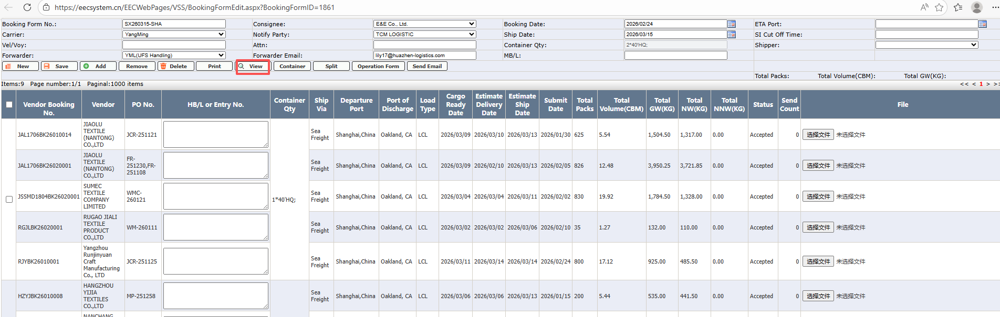 https://eecsystem.cn/EECWebPages/VSS/BookingFormEdit.aspx?BookingFormID=1861
Booking Form No.: SX260315-SHA Consignee: E&E Co., Ltd. Booking Date: 2026/02/24 ETA Port:
Carrier: YangMing Notify Party: TCM LOGISTIC Ship Date: 2026/03/15 SI Cut Off Time:
Vel/Voy: Attn: Container Qty: 2*40'HQ; Shipper:
Forwarder: YML(UFS Handling) Forwarder Email: lily17@huazhen-logistics.com MB/L:
New Save Add Remove Delete Print View Container Split Operation Form Send Email
Total Packs: Total Volume(CBM): Total GW(KG):
Items:9 Page number:1/1 Paginal:1000 items << < 1 > >>
Vendor Booking No. Vendor PO No. HB/L or Entry No. Container Qty Ship Via Departure Port Port of Discharge Load Type Cargo Ready Date Estimate Delivery Date Estimate Ship Date Submit Date Total Packs Total Volume(CBM) Total GW(KG) Total NW(KG) Total NNW(KG) Status Send Count File
JAL1706BK26010014 JIAOLU TEXTILE (NANTONG) CO.,LTD JCR-251121 Sea Freight Shanghai,China Oakland, CA LCL 2026/03/09 2026/03/10 2026/03/13 2026/01/30 625 5.54 1,504.50 1,317.00 0.00 Accepted 0 选择文件 未选择文件
JAL1706BK26020001 JIAOLU TEXTILE (NANTONG) CO.,LTD FR-251230,FR-251108 Sea Freight Shanghai,China Oakland, CA LCL 2026/03/09 2026/02/10 2026/03/13 2026/02/05 826 12.48 3,950.25 3,721.85 0.00 Accepted 0 选择文件 未选择文件
JSSMD1804BK26020001 SUMEC TEXTILE COMPANY LIMITED WMC-260121 1*40'HQ; Sea Freight Shanghai,China Oakland, CA LCL 2026/03/04 2026/03/04 2026/03/11 2026/02/02 830 19.92 1,784.50 1,328.00 0.00 Accepted 0 选择文件 未选择文件
RGJLBK26020001 RUGAO JIALI TEXTILE PRODUCT CO.,LTD WM-260111 Sea Freight Shanghai,China Oakland, CA LCL 2026/03/02 2026/03/02 2026/03/06 2026/02/10 35 1.27 132.00 110.00 0.00 Accepted 0 选择文件 未选择文件
RJYBK26010001 Yangzhou Runjinyuan Craft Manufacturing Co., LTD JCR-251125 Sea Freight Shanghai,China Oakland, CA LCL 2026/03/11 2026/03/14 2026/03/14 2026/02/24 800 17.12 925.00 485.50 0.00 Accepted 0 选择文件 未选择文件
HZYJBK26010008 HANGZHOU YIJIA TEXTILES CO.,LTD MP-251258 Sea Freight Shanghai,China Oakland, CA LCL 2026/03/06 2026/03/06 2026/03/13 2026/01/15 200 5.44 535.00 441.50 0.00 Accepted 0 选择文件 未选择文件
NANCHANG